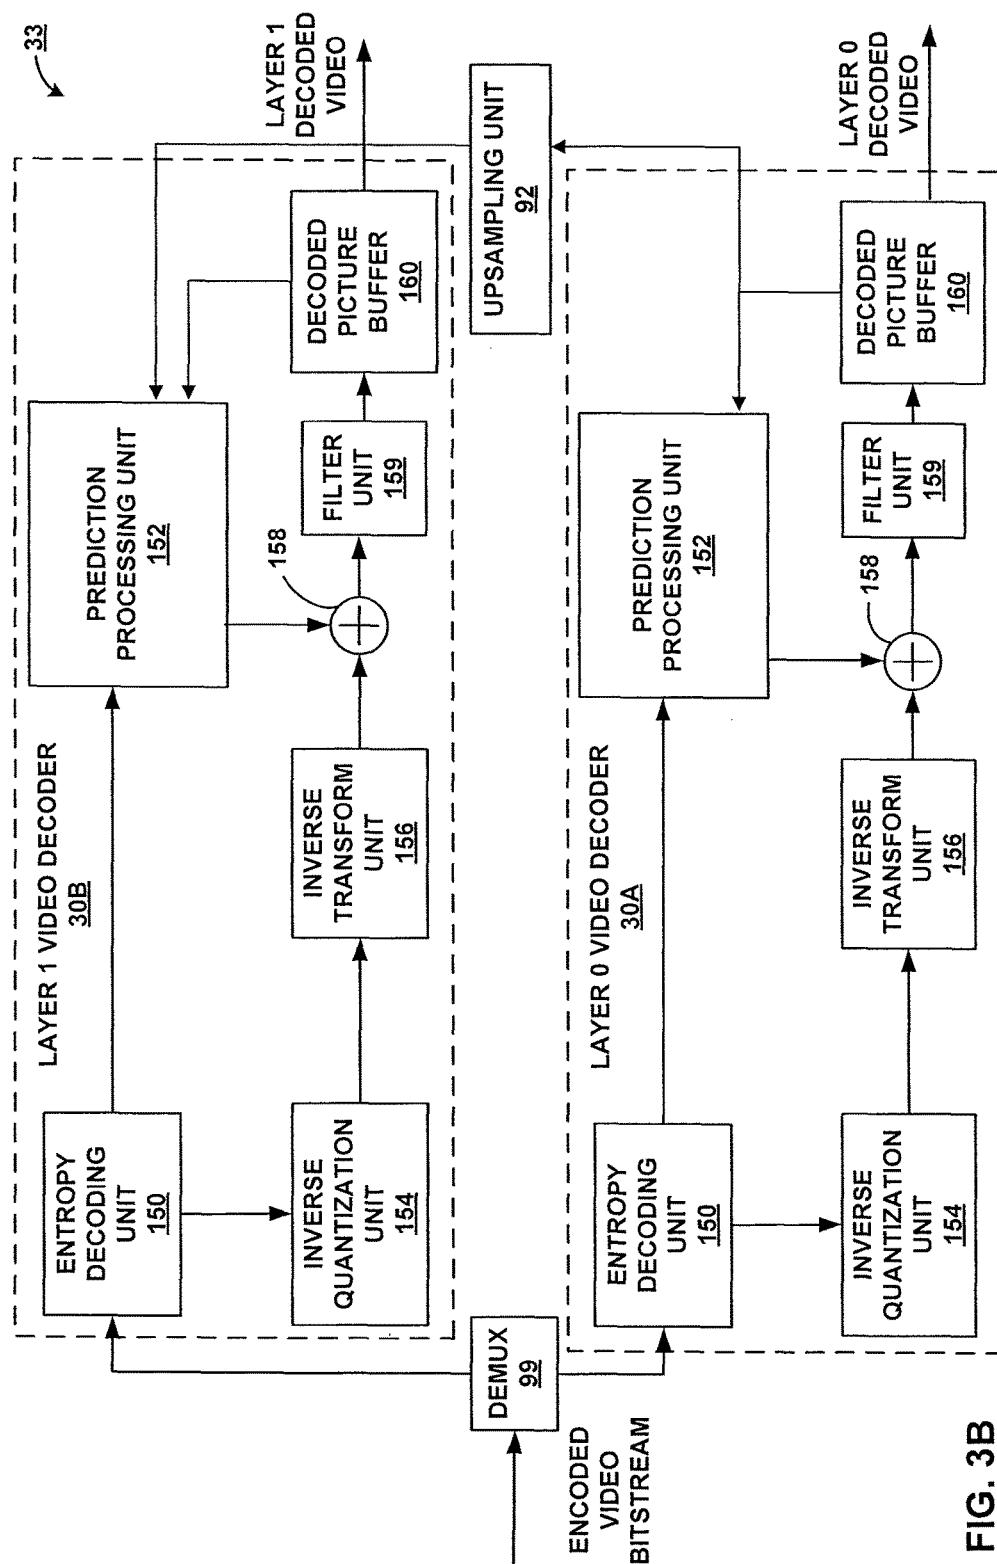 33
LAYER 1 VIDEO DECODER
30B
ENTROPY
DECODING
UNIT
150
PREDICTION
PROCESSING UNIT
152
INVERSE
QUANTIZATION
UNIT
154
INVERSE
TRANSFORM
UNIT
156
158
FILTER
UNIT
159
DECODED
PICTURE
BUFFER
160
LAYER 1
DECODED
VIDEO
ENCODED
VIDEO
BITSTREAM
DEMUX
99
UPSAMPLING UNIT
92
LAYER 0 VIDEO DECODER
30A
ENTROPY
DECODING
UNIT
150
PREDICTION
PROCESSING UNIT
152
INVERSE
QUANTIZATION
UNIT
154
INVERSE
TRANSFORM
UNIT
156
158
FILTER
UNIT
159
DECODED
PICTURE
BUFFER
160
LAYER 0
DECODED
VIDEO
FIG. 3B